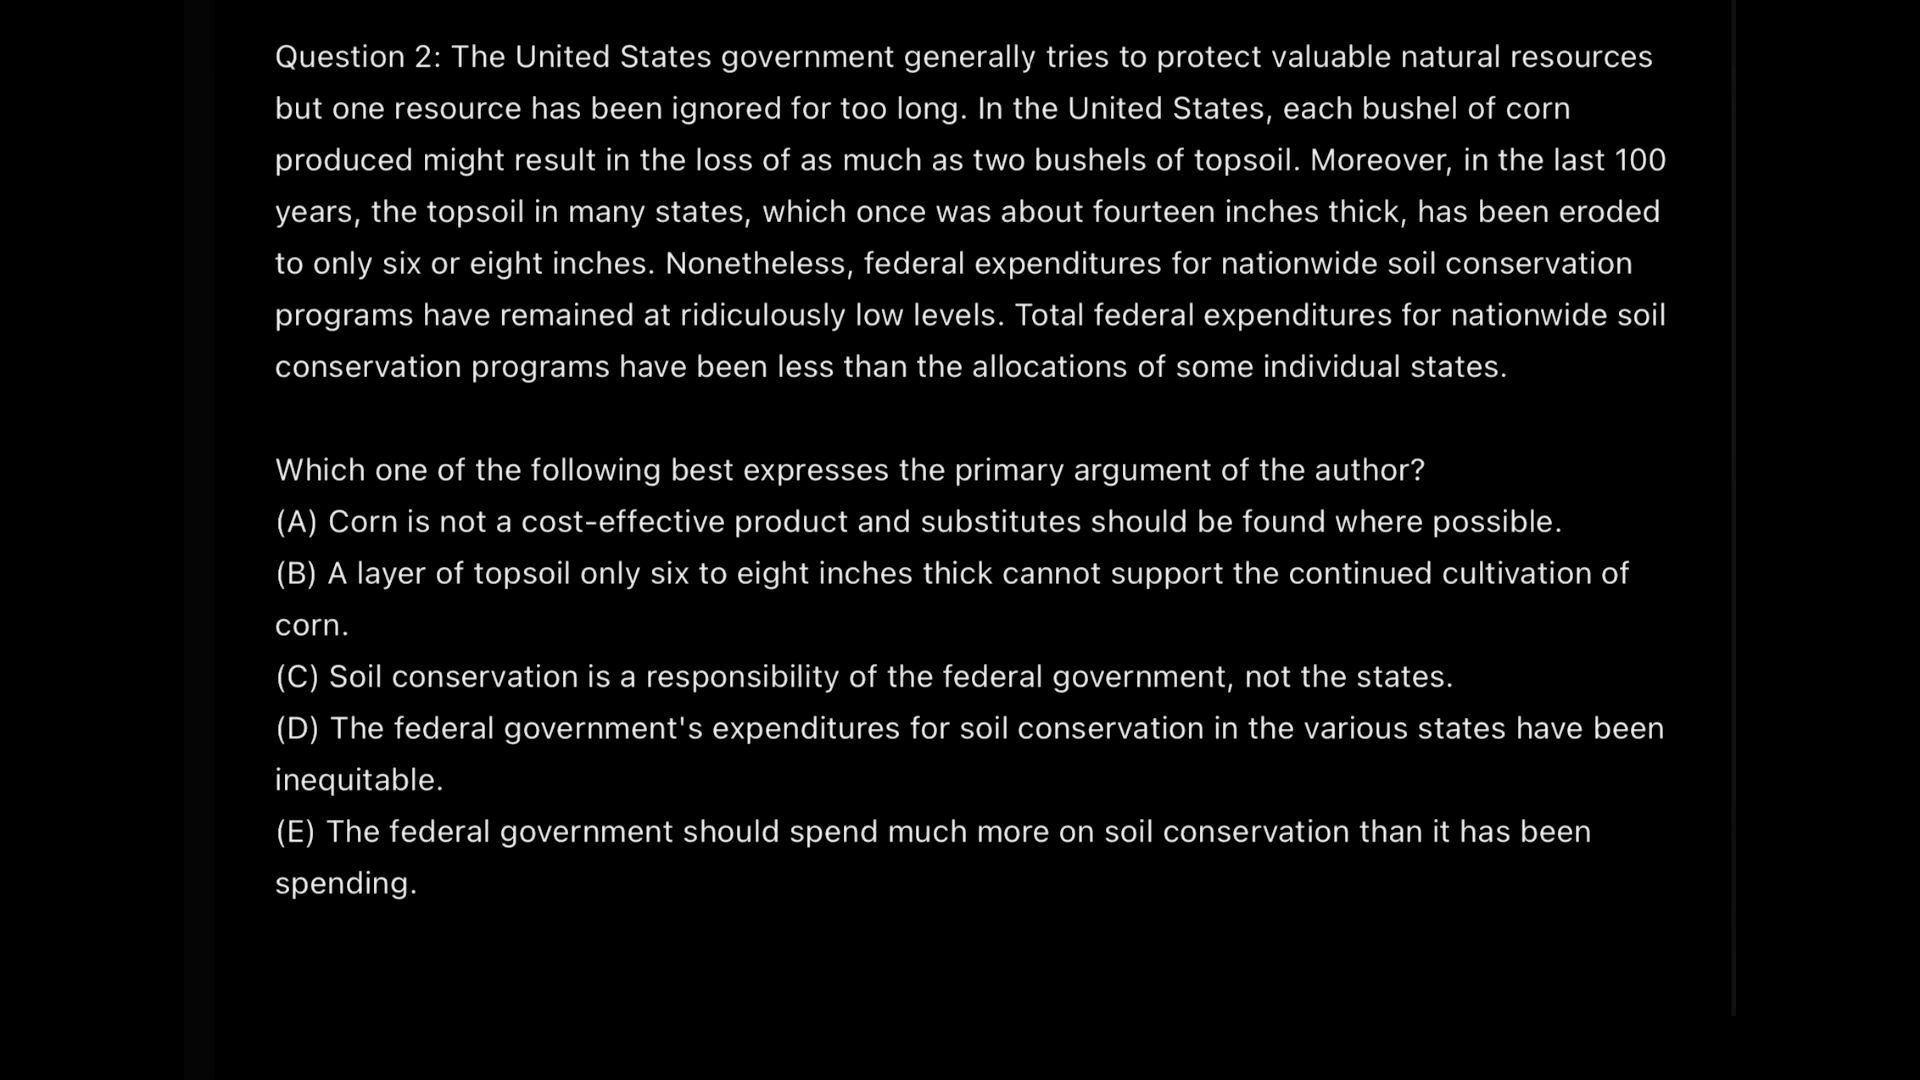 Question 2: The United States government generally tries to protect valuable natural resources
but one resource has been ignored for too long. In the United States, each bushel of corn
produced might result in the loss of as much as two bushels of topsoil. Moreover, in the last 100
years, the topsoil in many states, which once was about fourteen inches thick, has been eroded
to only six or eight inches. Nonetheless, federal expenditures for nationwide soil conservation
programs have remained at ridiculously low levels. Total federal expenditures for nationwide soil
conservation programs have been less than the allocations of some individual states.
Which one of the following best expresses the primary argument of the author?
(A) Corn is not a cost-effective product and substitutes should be found where possible.
(B) A layer of topsoil only six to eight inches thick cannot support the continued cultivation of
corn.
(C) Soil conservation is a responsibility of the federal government, not the states.
(D) The federal government's expenditures for soil conservation in the various states have been
inequitable.
(E) The federal government should spend much more on soil conservation than it has been
spending.